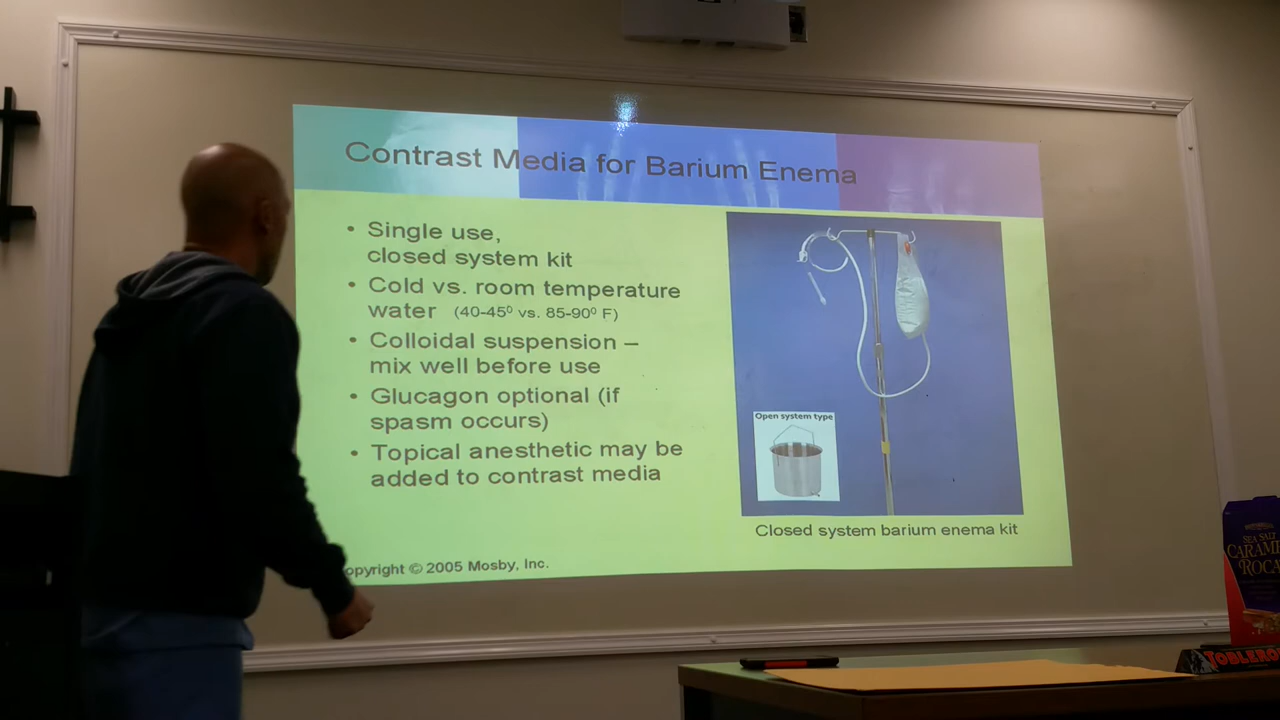 Contrast Media for Barium Enema
• Single use,
closed system kit
• Cold vs. room temperature
water (40-45⁰ vs. 85-90⁰ F)
• Colloidal suspension –
mix well before use
• Glucagon optional (if
spasm occurs)
• Topical anesthetic may be
added to contrast media
Open system type
Closed system barium enema kit
opyright © 2005 Mosby, Inc.
SEA SALT
CARAM
ROCA
TOBLERO